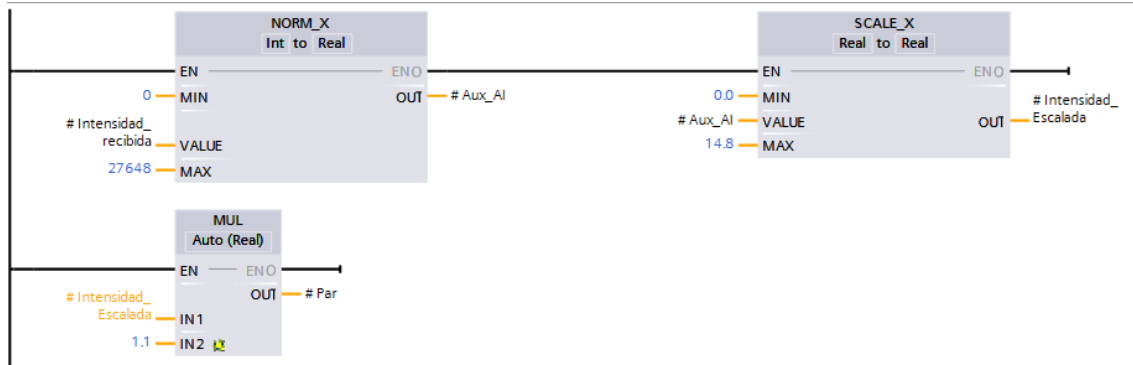 NORM_X
Int to Real
EN ENO
0 MIN OUT # Aux_AI
# Intensidad_
recibida VALUE
27648 MAX
SCALE_X
Real to Real
EN ENO
0.0 MIN
# Aux_AI VALUE OUT # Intensidad_
Escalada
14.8 MAX
MUL
Auto (Real)
EN ENO
OUT # Par
# Intensidad_
Escalada IN1
1.1 IN2